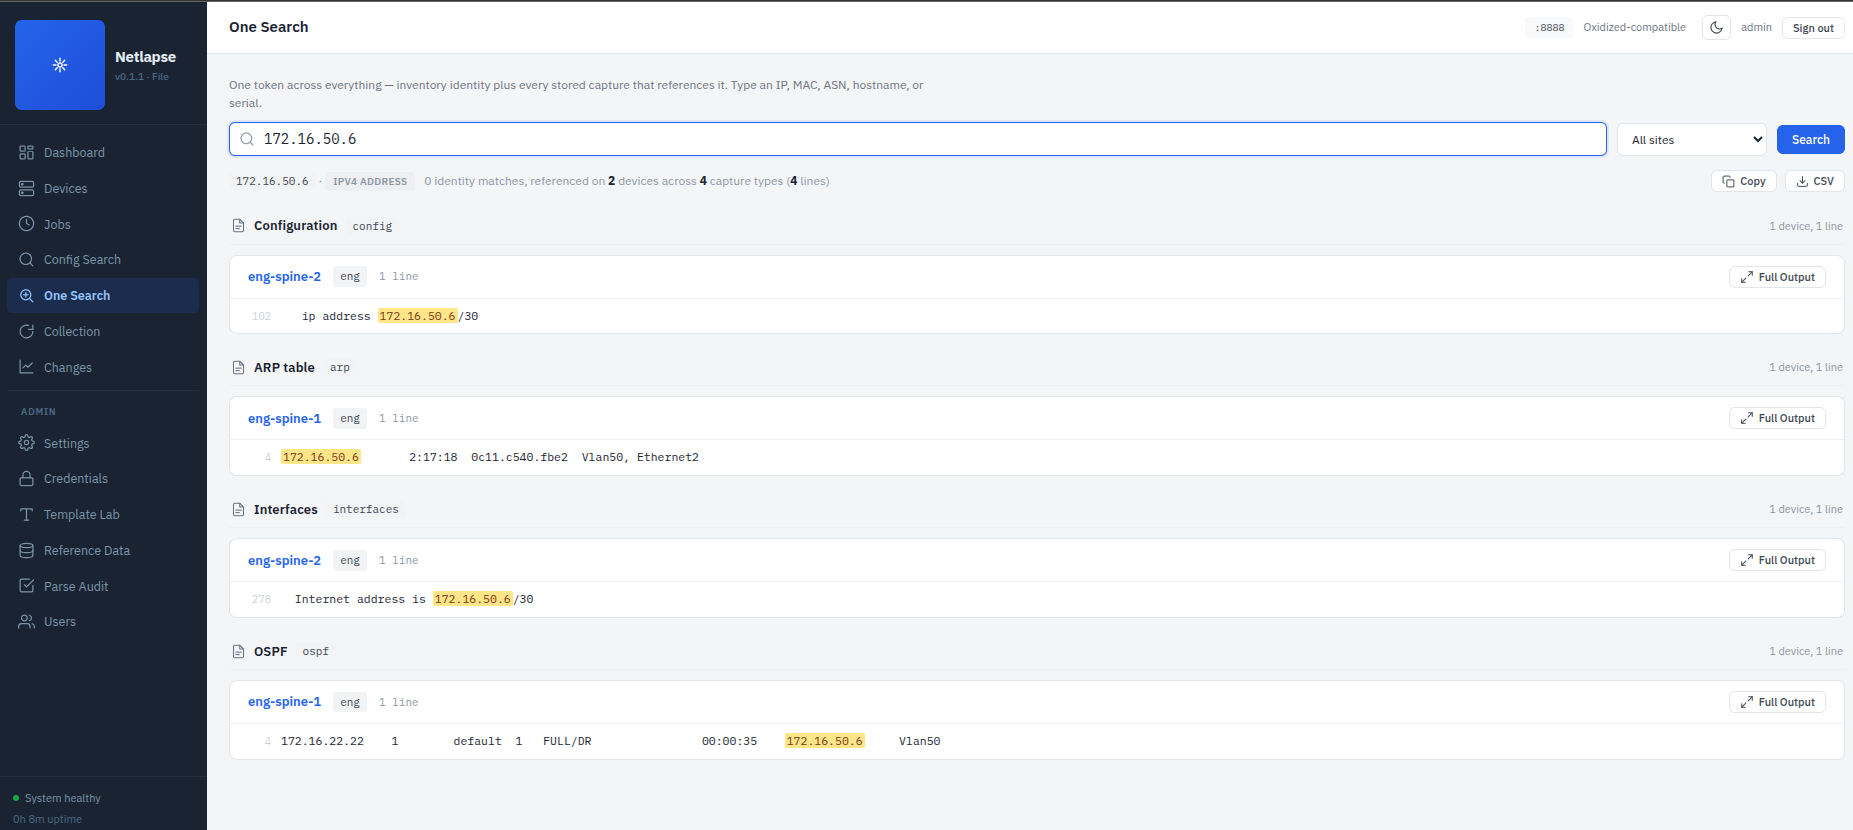 Netlapse
v0.1.1 · File
Dashboard
Devices
Jobs
Config Search
One Search
Collection
Changes
ADMIN
Settings
Credentials
Template Lab
Reference Data
Parse Audit
Users
System healthy
0h 8m uptime
One Search
:8888 Oxidized-compatible admin Sign out
One token across everything — inventory identity plus every stored capture that references it. Type an IP, MAC, ASN, hostname, or
serial.
172.16.50.6 All sites Search
172.16.50.6 · IPV4 ADDRESS 0 identity matches, referenced on 2 devices across 4 capture types (4 lines) Copy CSV
Configuration config 1 device, 1 line
eng-spine-2 eng 1 line Full Output
102 ip address 172.16.50.6/30
ARP table arp 1 device, 1 line
eng-spine-1 eng 1 line Full Output
4 172.16.50.6 2:17:18 0c11.c540.fbe2 Vlan50, Ethernet2
Interfaces interfaces 1 device, 1 line
eng-spine-2 eng 1 line Full Output
278 Internet address is 172.16.50.6/30
OSPF ospf 1 device, 1 line
eng-spine-1 eng 1 line Full Output
4 172.16.22.22 1 default 1 FULL/DR 00:00:35 172.16.50.6 Vlan50